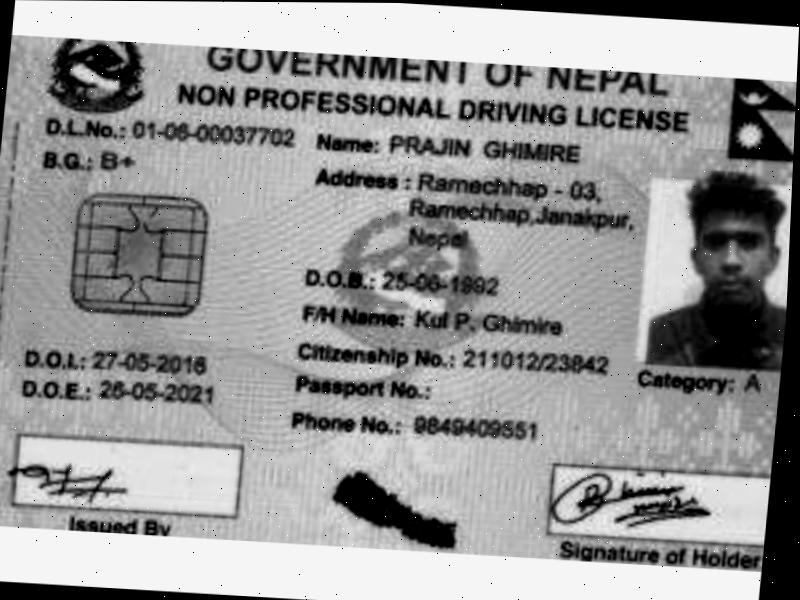 GOVERNMENT OF NEPAL
NON PROFESSIONAL DRIVING LICENSE
D.L.No.: 01-06-00037702
B.G.: B+
Name: PRAJIN GHIMIRE
Address : Ramechhap - 03,
Ramechhap,Janakpur,
Nepal
D.O.B.: 25-06-1992
F/H Name: Kul P. Ghimire
Citizenship No.: 211012/23842
Passport No.:
Phone No.: 9849409551
D.O.I.: 27-05-2016
D.O.E.: 26-05-2021
Category: A
Issued By
Signature of Holder